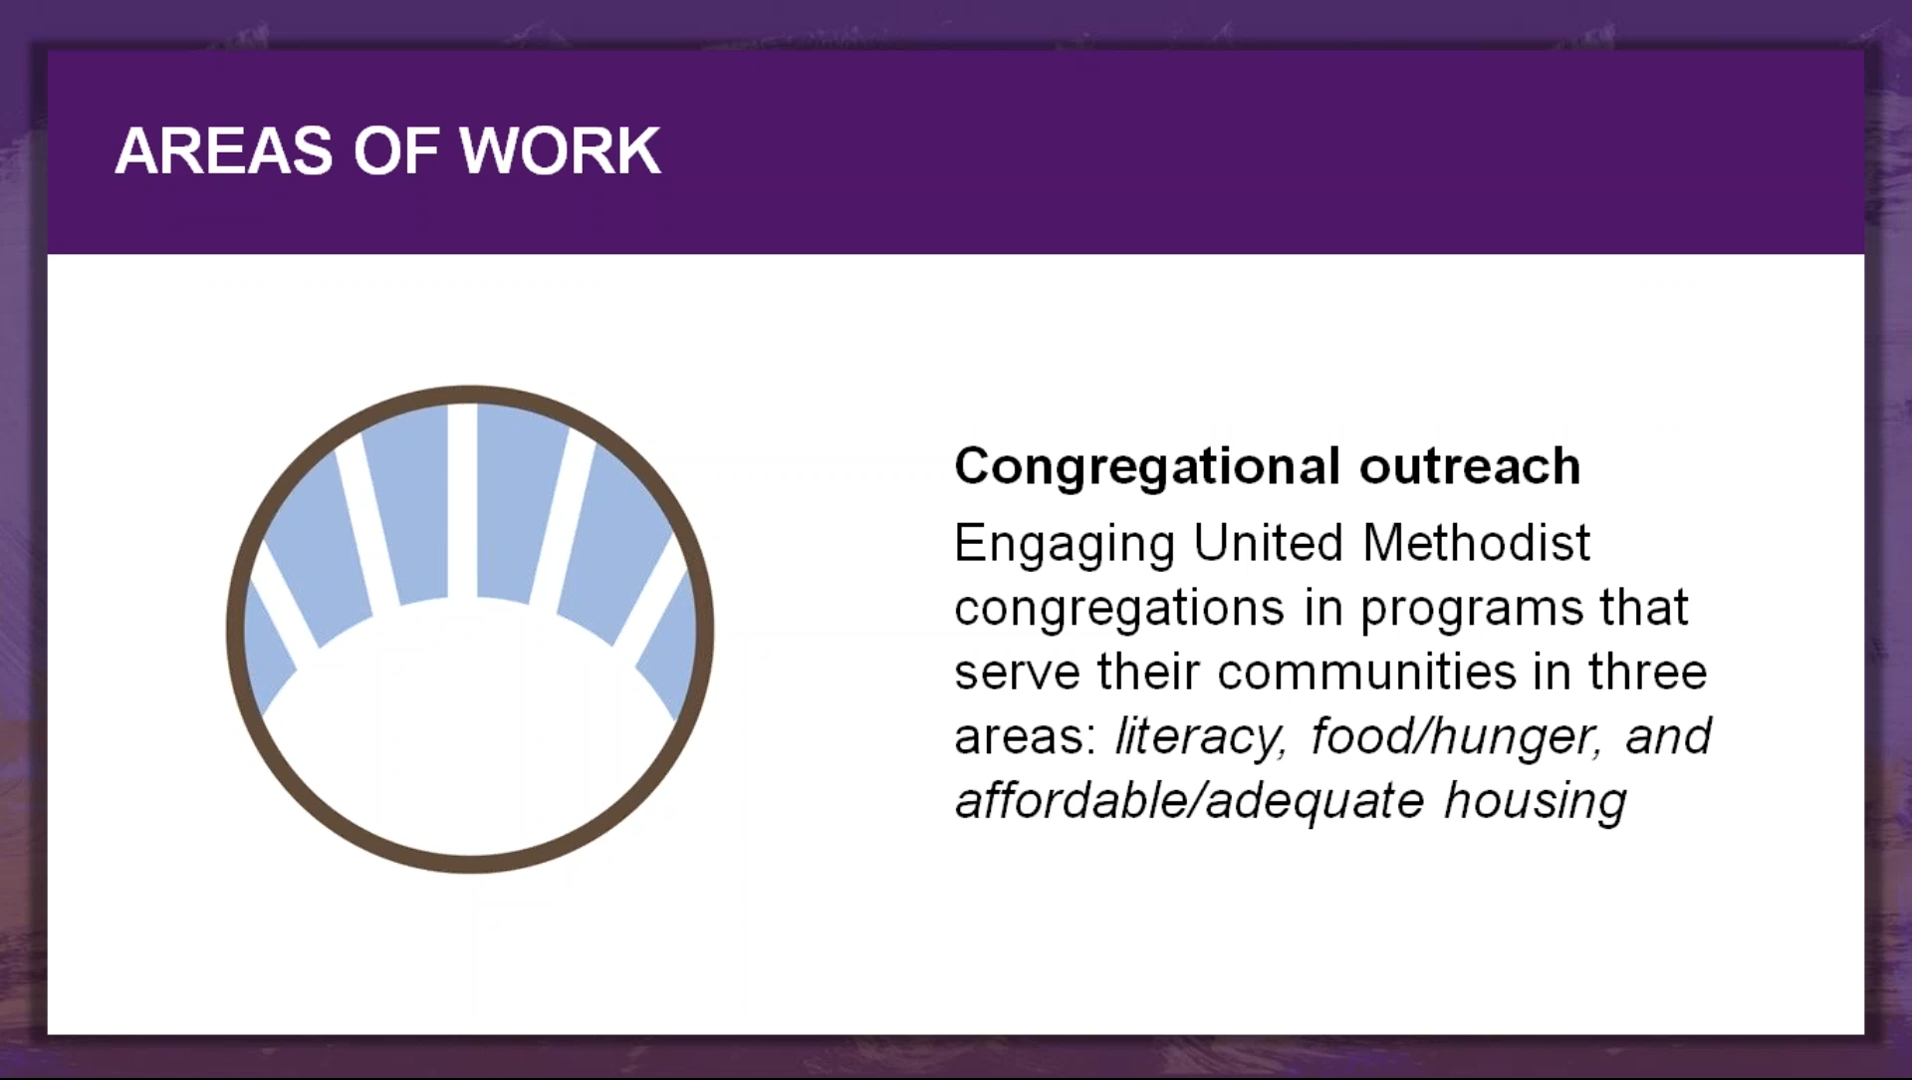 AREAS OF WORK
Congregational outreach
Engaging United Methodist
congregations in programs that
serve their communities in three
areas: literacy, food/hunger, and
affordable/adequate housing